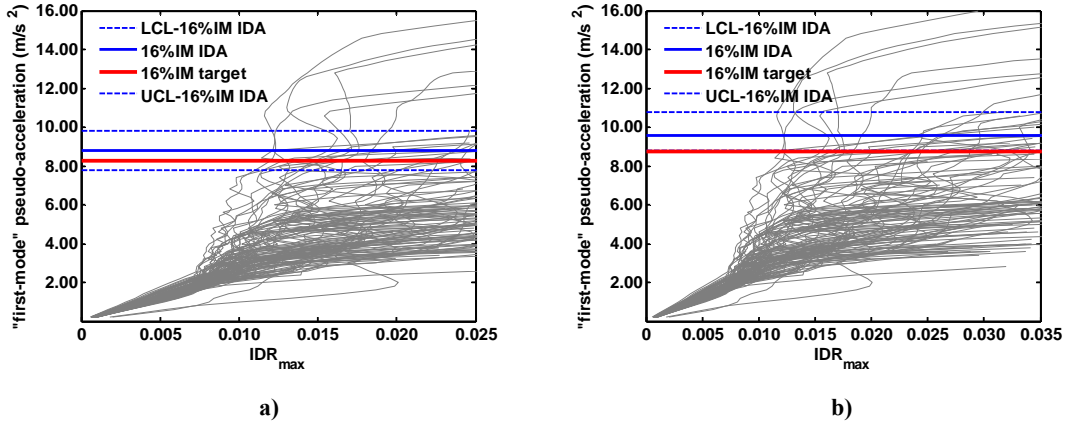 16.00
14.00
12.00
10.00
8.00
6.00
4.00
2.00
"first-mode" pseudo-acceleration (m/s 2)
LCL-16%IM IDA
16%IM IDA
16%IM target
UCL-16%IM IDA
0 0.005 0.010 0.015 0.020 0.025
IDRmax
a)
16.00
14.00
12.00
10.00
8.00
6.00
4.00
2.00
"first-mode" pseudo-acceleration (m/s 2)
LCL-16%IM IDA
16%IM IDA
16%IM target
UCL-16%IM IDA
0 0.005 0.010 0.015 0.020 0.025 0.030 0.035
IDRmax
b)